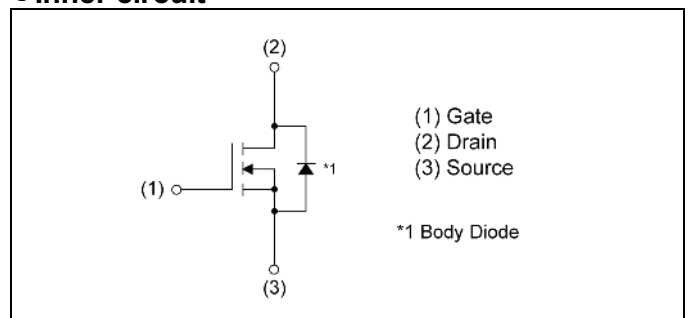 Inner circuit
(2)
(1) Gate
(2) Drain
*1
(3) Source
(1)
*1 Body Diode
(3)